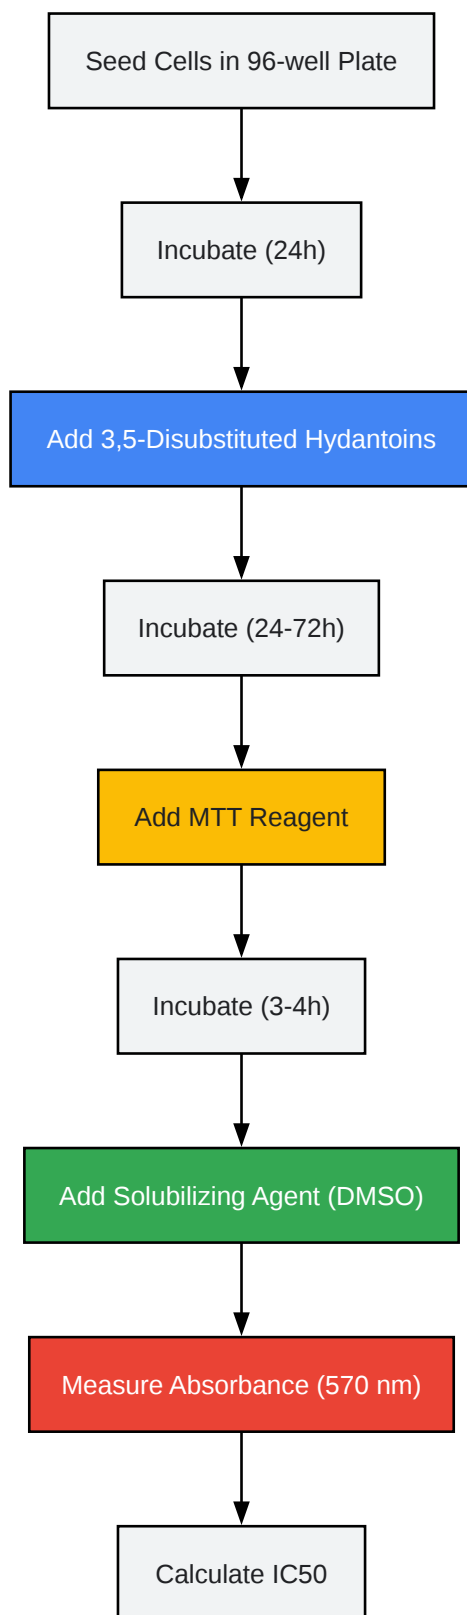 Seed Cells in 96-well Plate
Incubate (24h)
Add 3,5-Disubstituted Hydantoins
Incubate (24-72h)
Add MTT Reagent
Incubate (3-4h)
Add Solubilizing Agent (DMSO)
Measure Absorbance (570 nm)
Calculate IC50